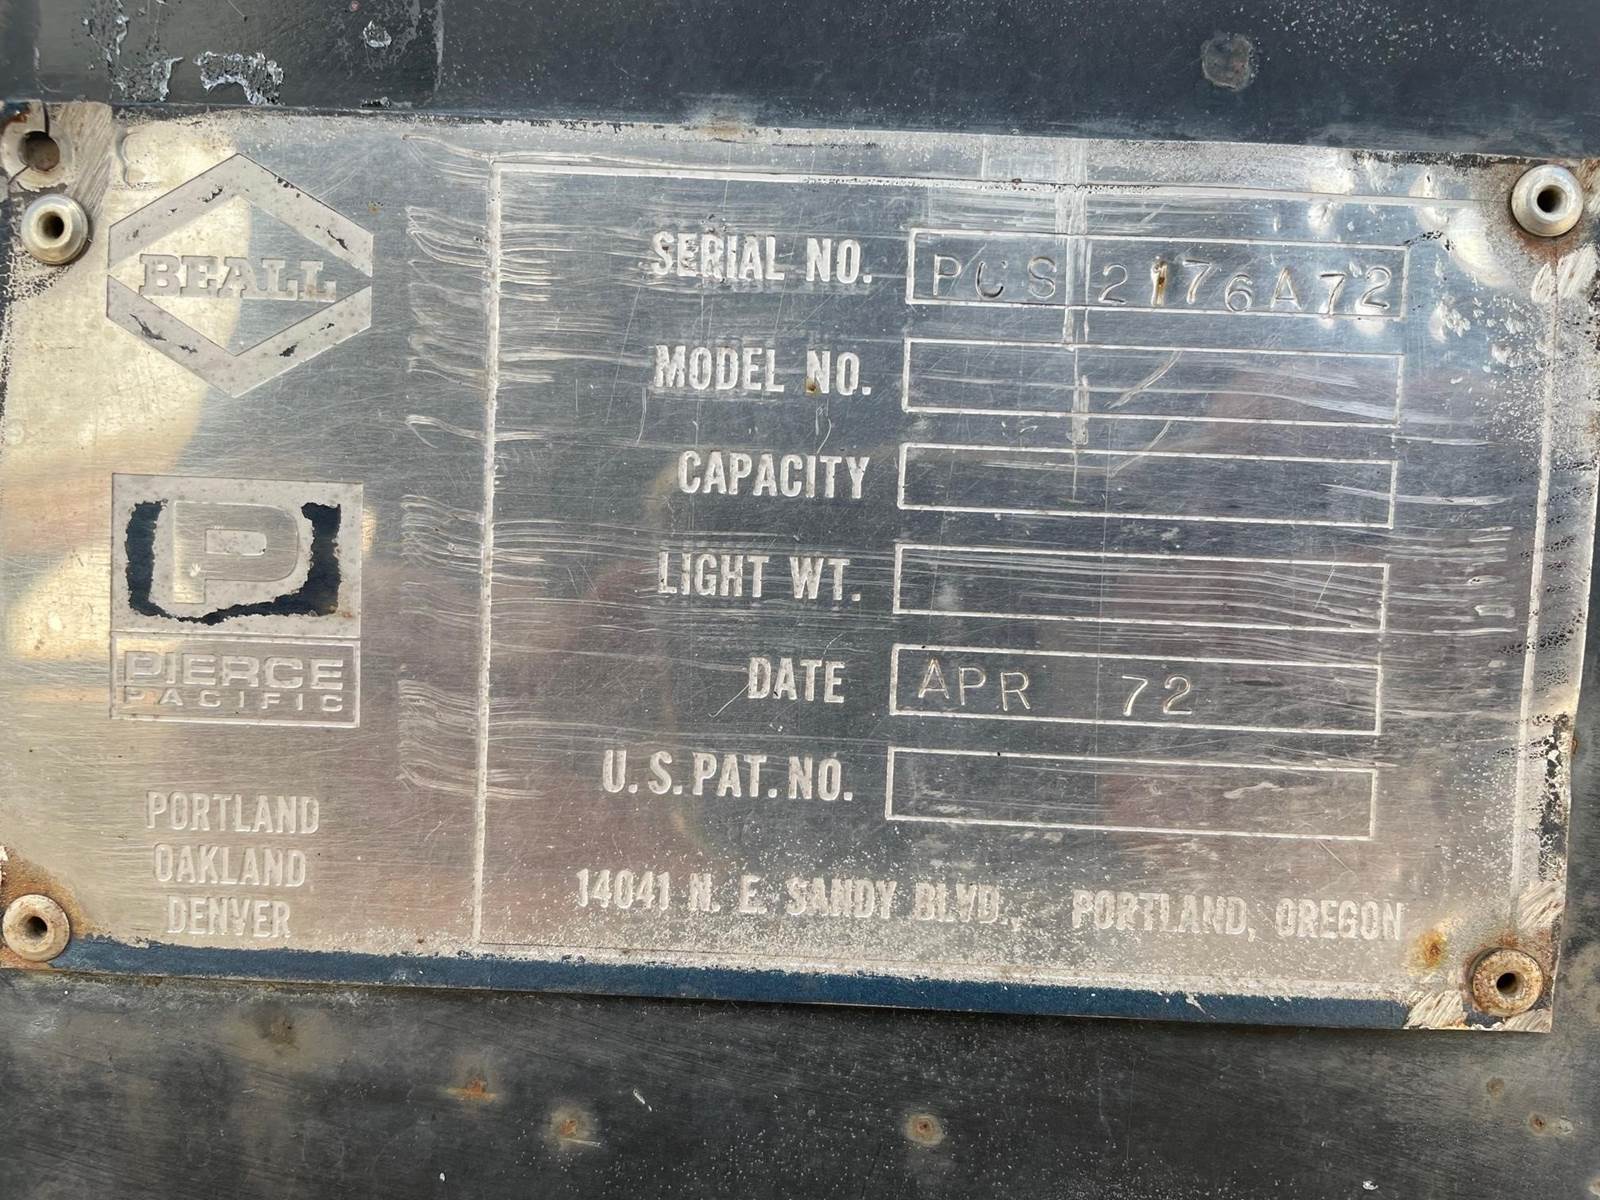 BEALL
PIERCE
PACIFIC
PORTLAND
OAKLAND
DENVER
SERIAL NO. PCS 2176A72
MODEL NO.
CAPACITY
LIGHT WT.
DATE APR 72
U.S. PAT. NO.
14041 N. E. SANDY BLVD., PORTLAND, OREGON